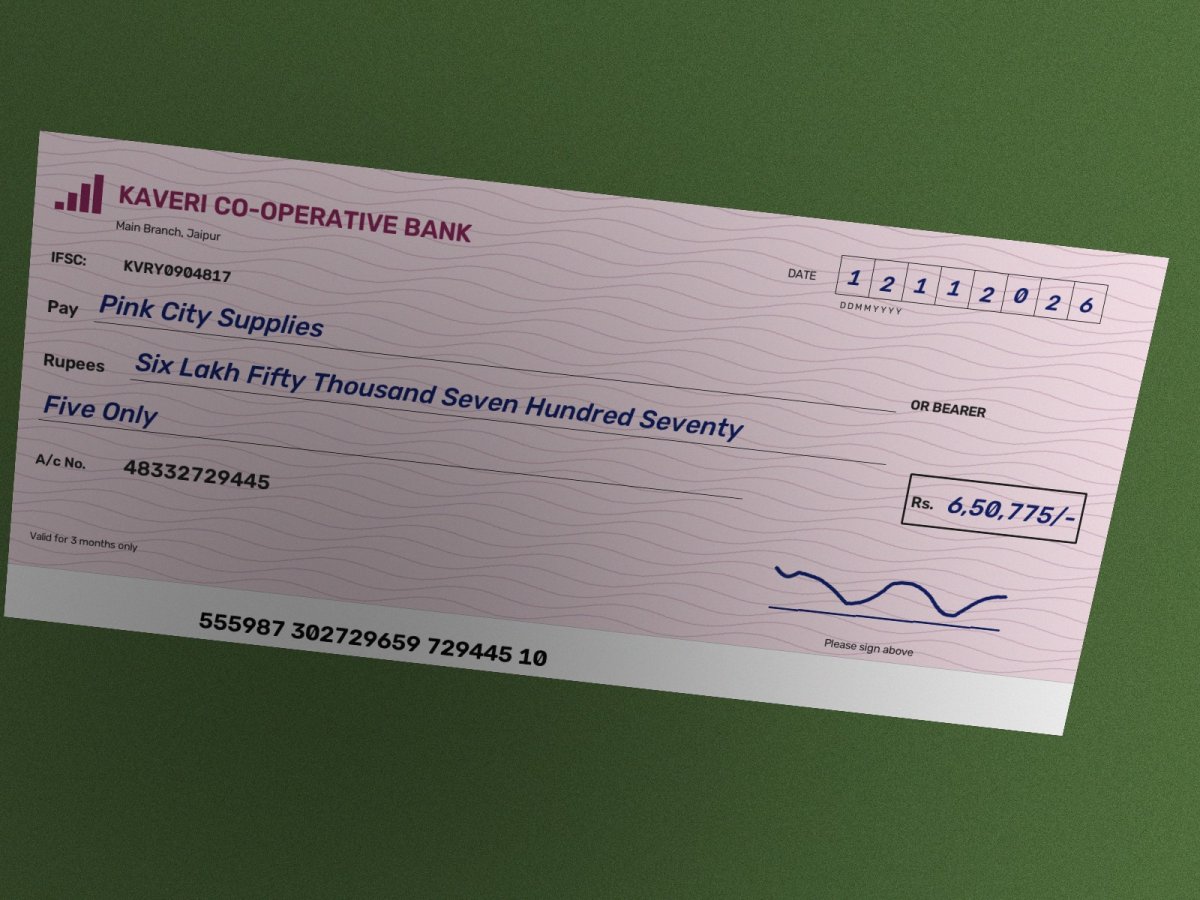 KAVERI CO-OPERATIVE BANK
Main Branch, Jaipur
IFSC: KVRY0904817
DATE 1 2 1 1 2 0 2 6
DDMMYYYY
Pay Pink City Supplies
OR BEARER
Rupees Six Lakh Fifty Thousand Seven Hundred Seventy
Five Only
Rs. 6,50,775/-
A/c No. 48332729445
Valid for 3 months only
Please sign above
555987 302729659 729445 10